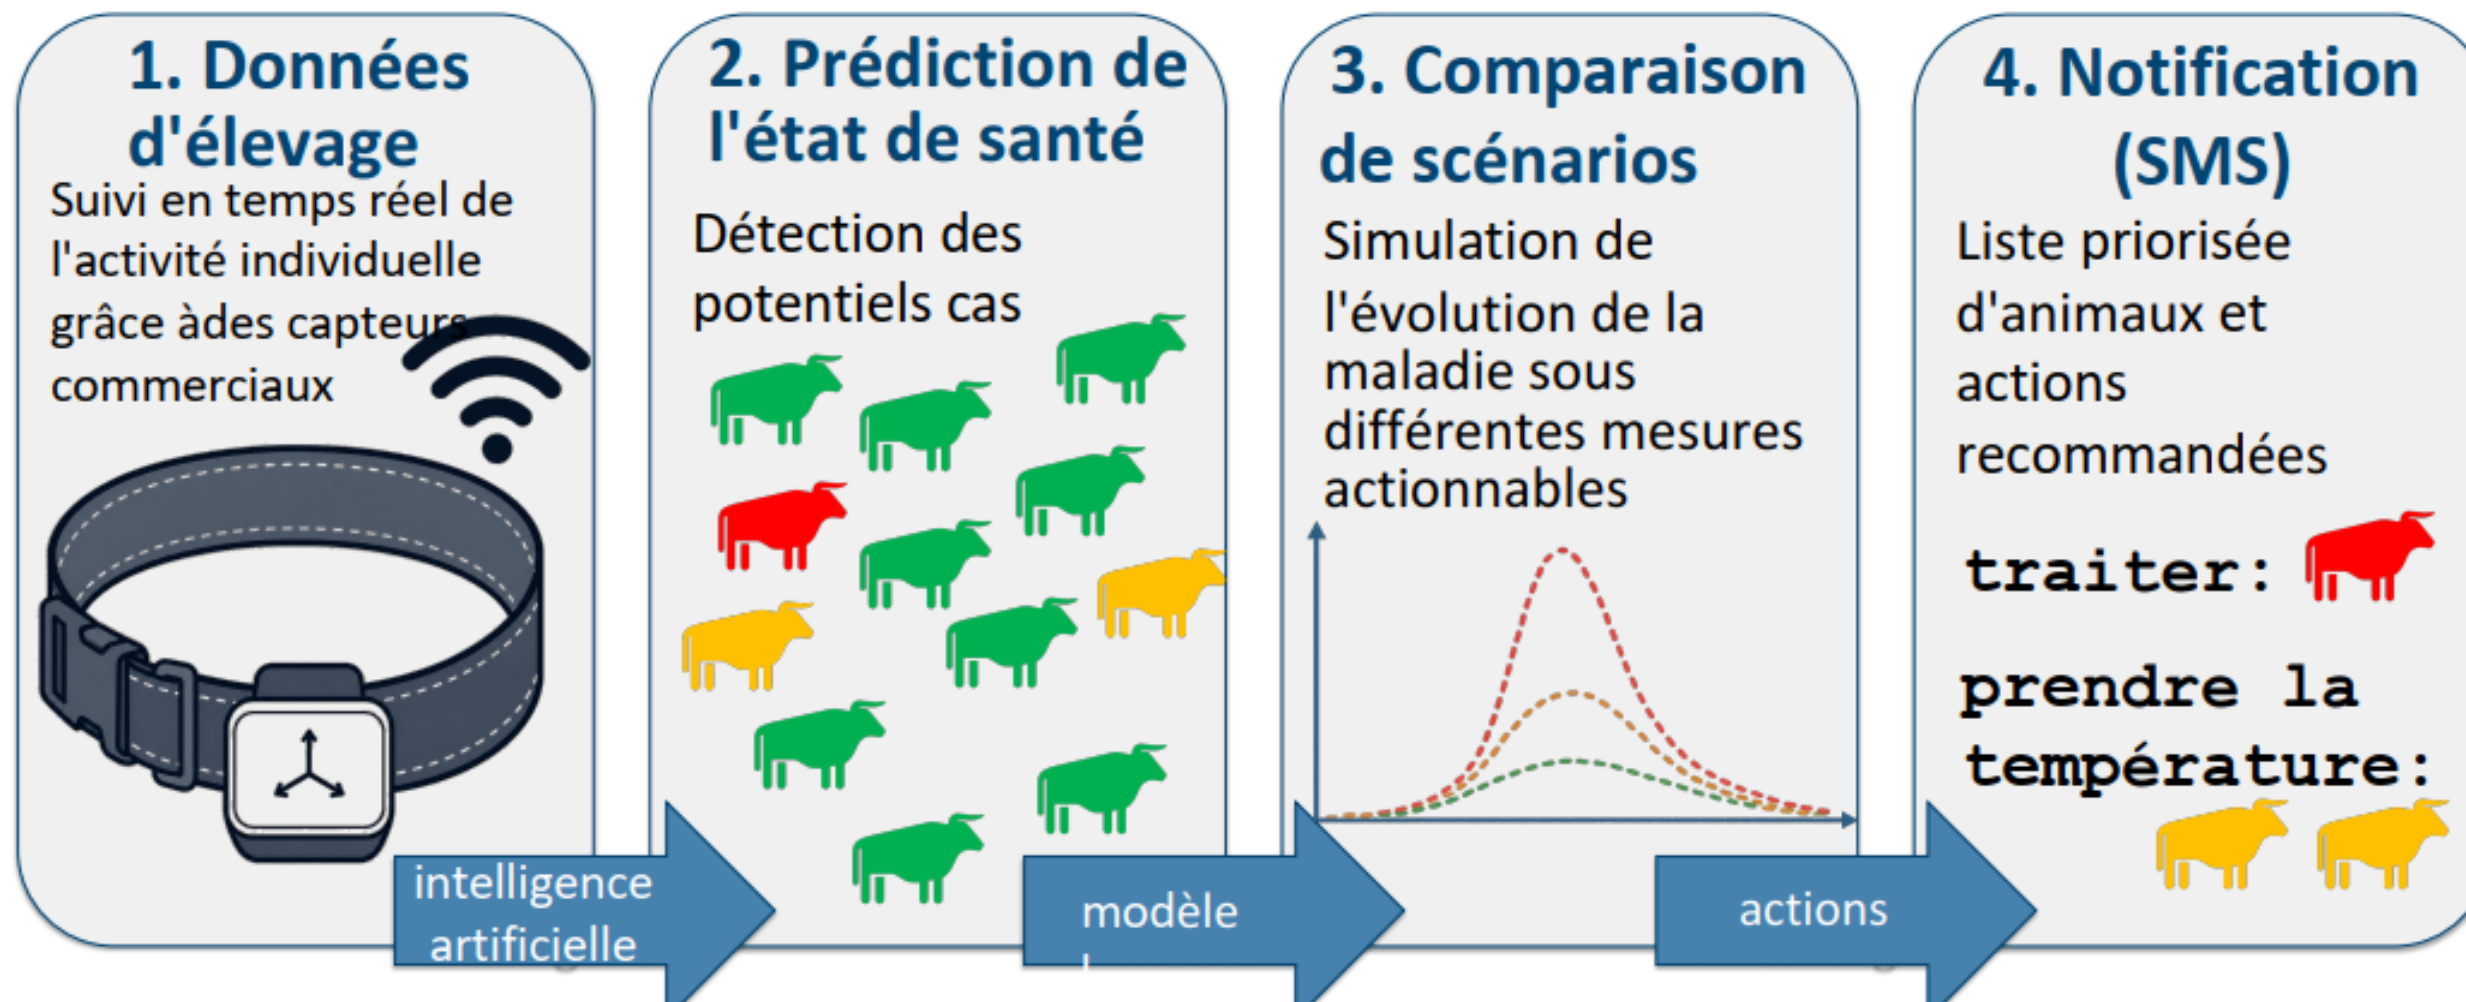 1. Données
d'élevage
Suivi en temps réel de
l'activité individuelle
grâce àdes capteurs
commerciaux
intelligence
artificielle
2. Prédiction de
l'état de santé
Détection des
potentiels cas
modèle
3. Comparaison
de scénarios
Simulation de
l'évolution de la
maladie sous
différentes mesures
actionnables
actions
4. Notification
(SMS)
Liste priorisée
d'animaux et
actions
recommandées
traiter:
prendre la
température: